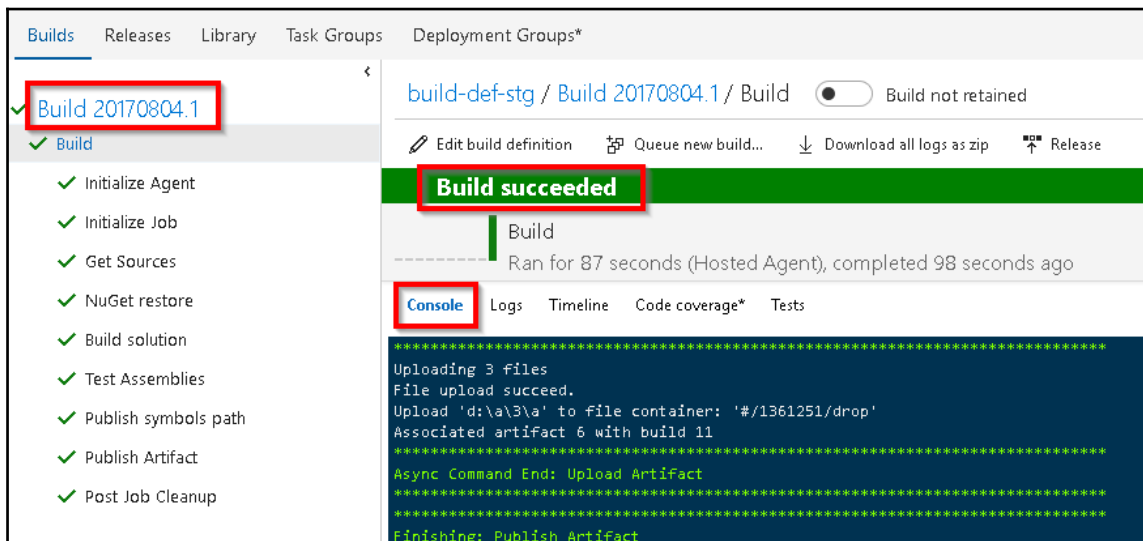 Builds Releases Library Task Groups Deployment Groups*
Build 20170804.1
Build
Initialize Agent
Initialize Job
Get Sources
NuGet restore
Build solution
Test Assemblies
Publish symbols path
Publish Artifact
Post Job Cleanup
build-def-stg / Build 20170804.1 / Build Build not retained
Edit build definition Queue new build... Download all logs as zip Release
Build succeeded
Build
Ran for 87 seconds (Hosted Agent), completed 98 seconds ago
Console Logs Timeline Code coverage* Tests
******************************************************************************
Uploading 3 files
File upload succeed.
Upload 'd:\a\3\a' to file container: '#/1361251/drop'
Associated artifact 6 with build 11
******************************************************************************
Async Command End: Upload Artifact
******************************************************************************
******************************************************************************
Finishing: Publish Artifact